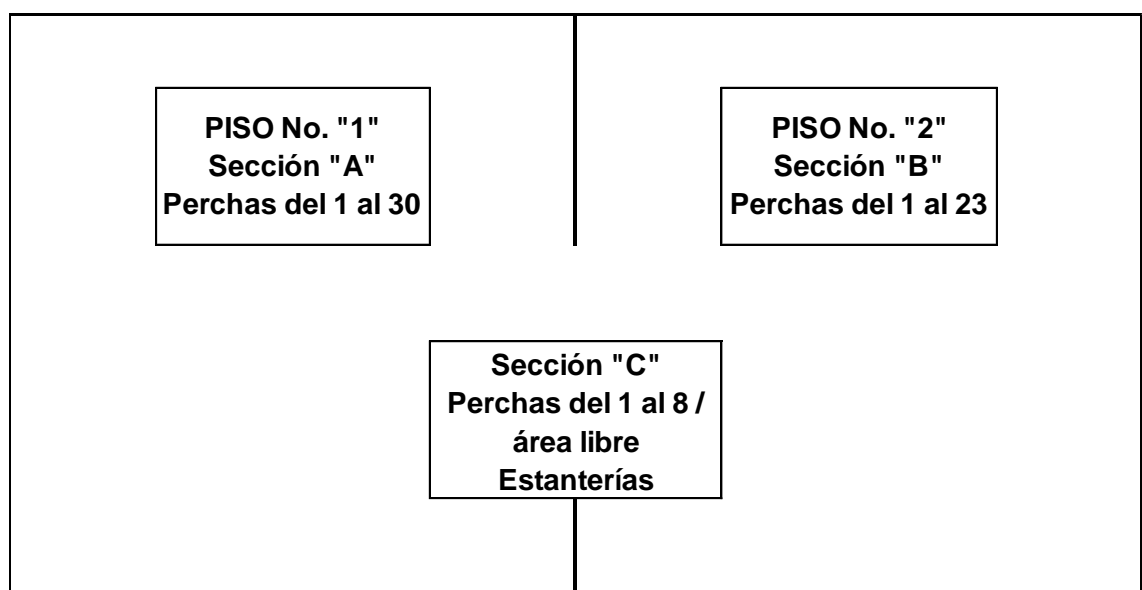 PISO No. "1"
Sección "A"
Perchas del 1 al 30
PISO No. "2"
Sección "B"
Perchas del 1 al 23
Sección "C"
Perchas del 1 al 8 /
área libre
Estanterías